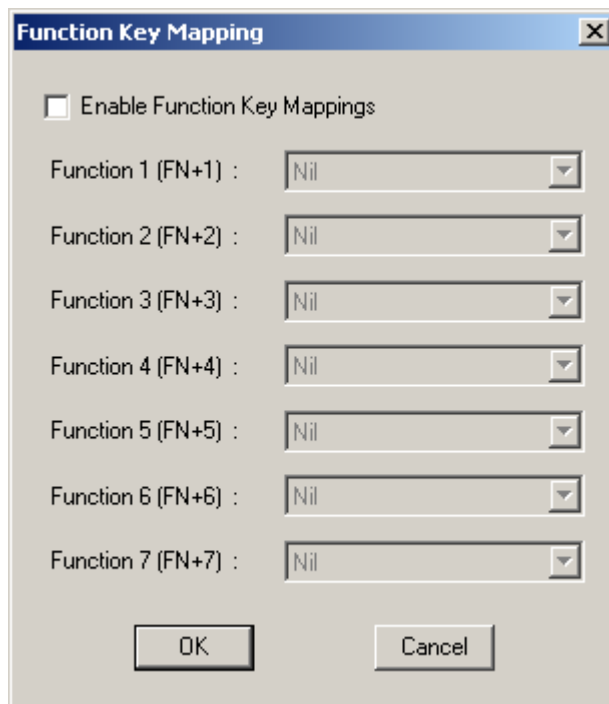 Function Key Mapping
Enable Function Key Mappings
Function 1 (FN+1) : Nil
Function 2 (FN+2) : Nil
Function 3 (FN+3) : Nil
Function 4 (FN+4) : Nil
Function 5 (FN+5) : Nil
Function 6 (FN+6) : Nil
Function 7 (FN+7) : Nil
OK Cancel